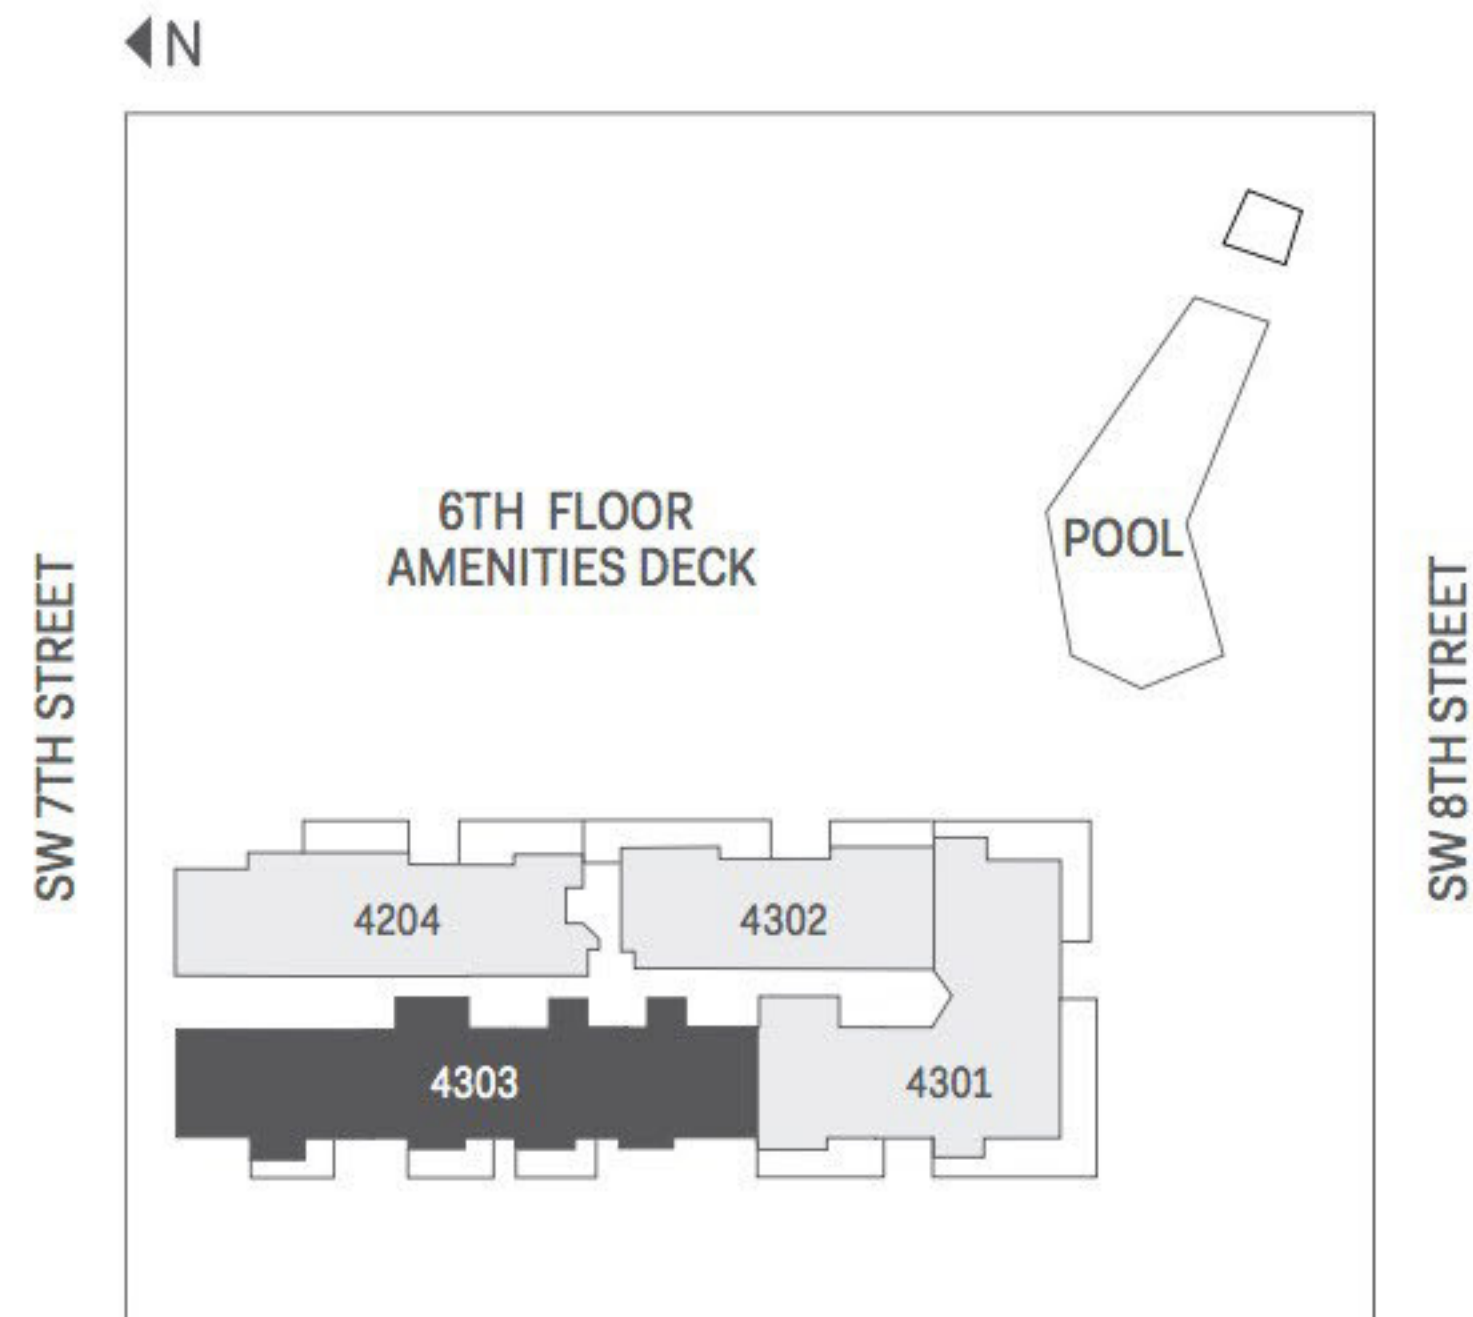 N
6TH FLOOR
AMENITIES DECK
POOL
SW 7TH STREET
SW 8TH STREET
4204
4302
4303
4301